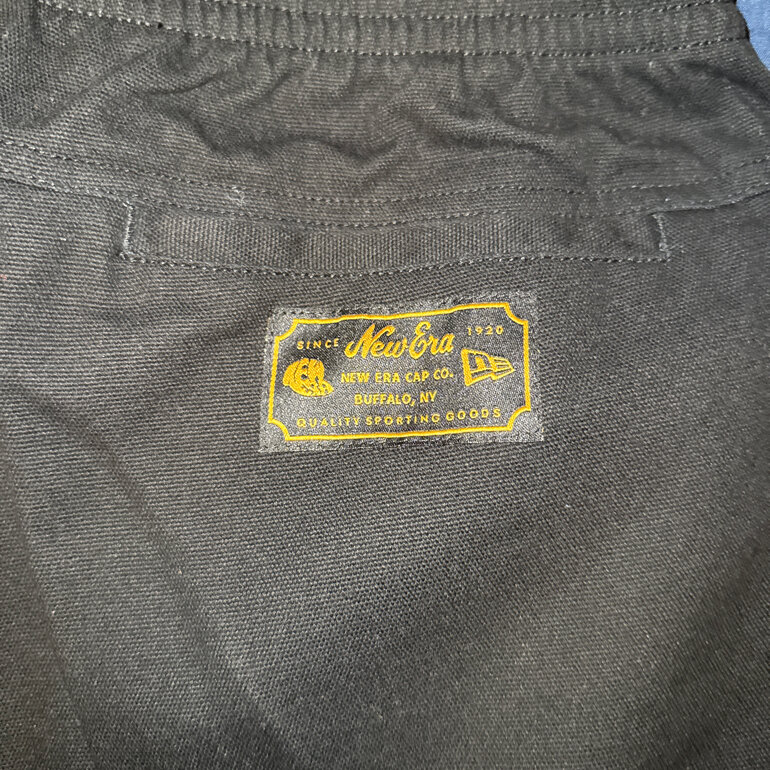 SINCE New Era 1920
NEW ERA CAP CO.
BUFFALO, NY
QUALITY SPORTING GOODS